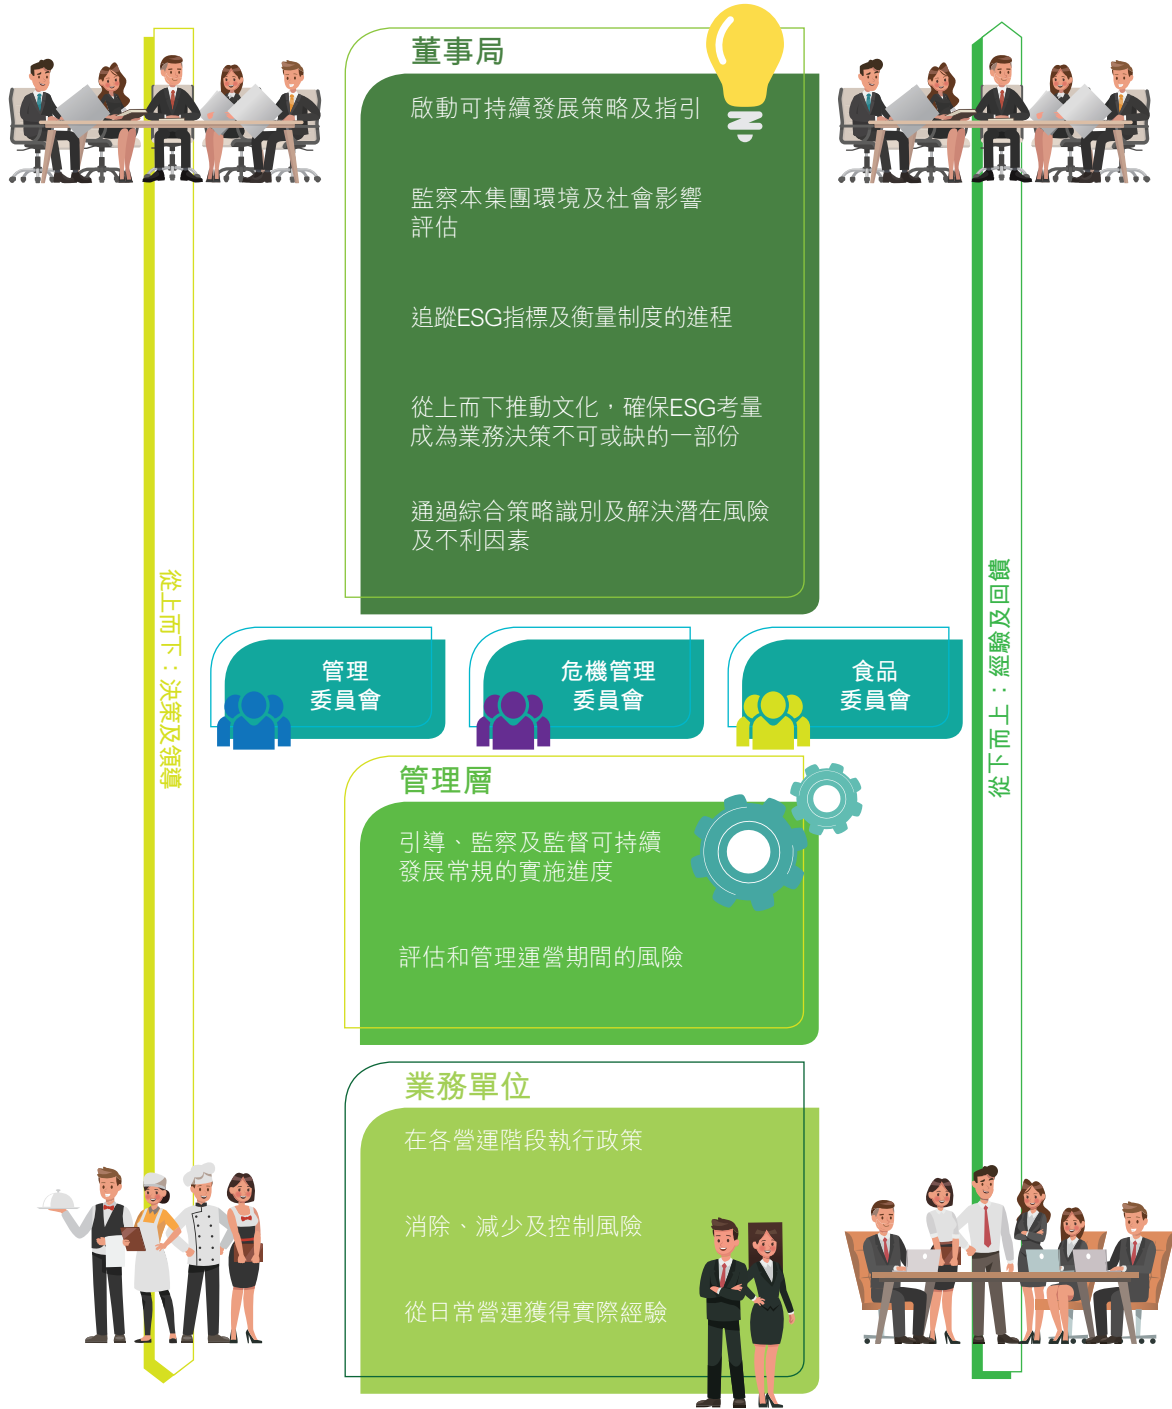 董事局
啟動可持續發展策略及指引
監察本集團環境及社會影響
評估
追蹤ESG指標及衡量制度的進程
從上而下推動文化，確保ESG考量
成為業務決策不可或缺的一部份
通過綜合策略識別及解決潛在風險
及不利因素
從上而下：決策及領導
從下而上：經驗及回饋
管理
委員會
危機管理
委員會
食品
委員會
管理層
引導、監察及監督可持續
發展常規的實施進度
評估和管理運營期間的風險
業務單位
在各營運階段執行政策
消除、減少及控制風險
從日常營運獲得實際經驗